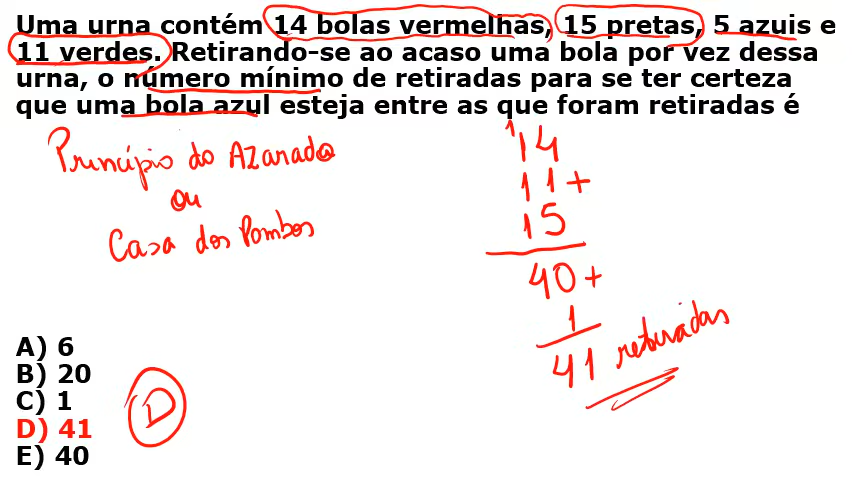 Uma urna contém 14 bolas vermelhas, 15 pretas, 5 azuis e
11 verdes. Retirando-se ao acaso uma bola por vez dessa
urna, o número mínimo de retiradas para se ter certeza
que uma bola azul esteja entre as que foram retiradas é
Princípio do Azarado
ou
Casa dos Pombos
1
14
11+
15
40+
1
41 retiradas
A) 6
B) 20
C) 1
D) 41
E) 40
D